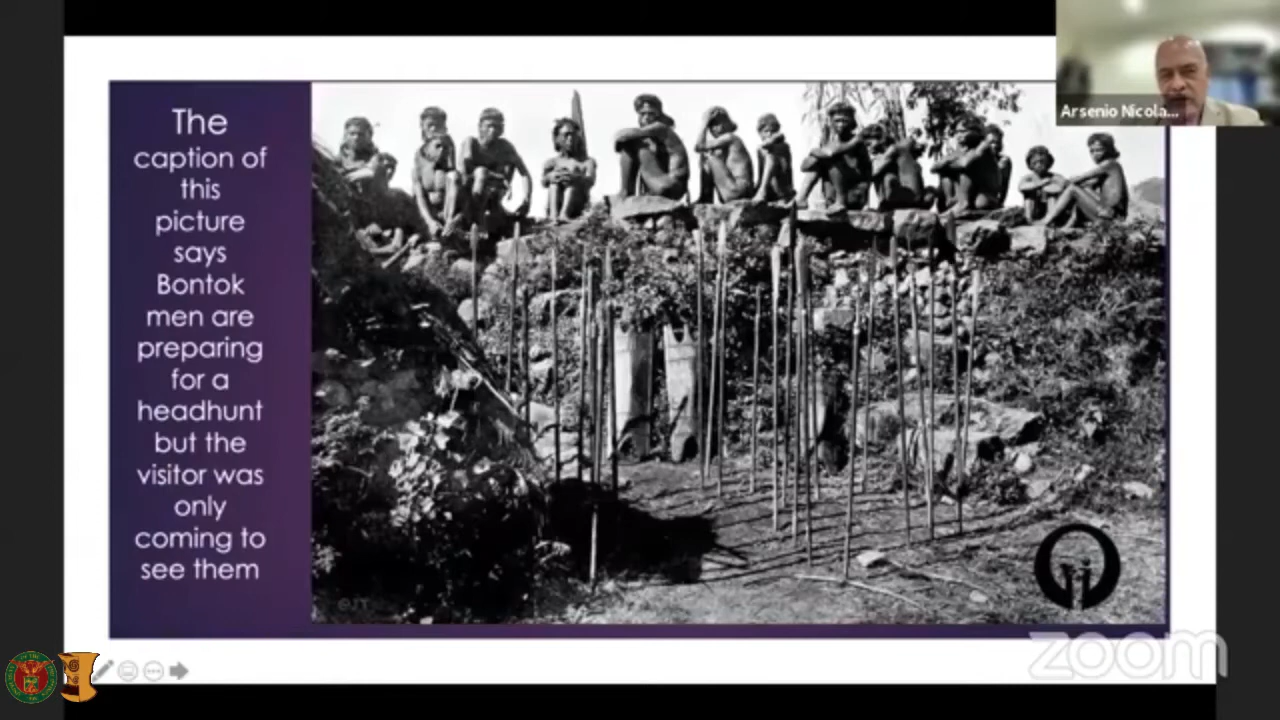 The
caption of
this
picture
says
Bontok
men are
preparing
for a
headhunt
but the
visitor was
only
coming to
see them
Arsenio Nicola...
zoom